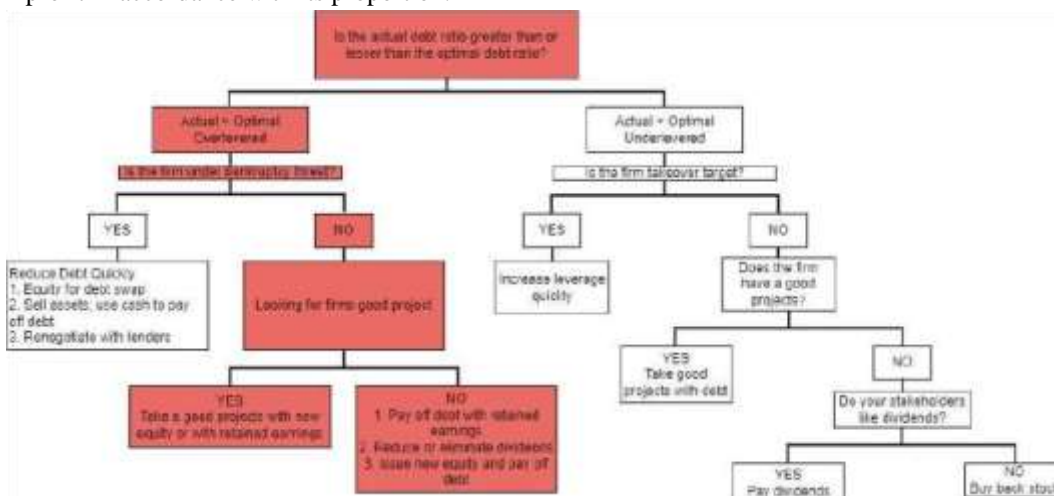 Is the actual debt ratio greater than or
lesser than the optimal debt ratio?
Actual > Optimal
Overlevered
Actual < Optimal
Underlevered
Is the firm under bankruptcy threat?
Is the firm takeover target?
YES
NO
YES
NO
Reduce Debt Quickly
1. Equity for debt swap
2. Sell assets; use cash to pay
off debt
3. Renegotiate with lenders
Looking for firms good project
Increase leverage
quickly
Does the firm
have a good
projects?
YES
Take good
projects with debt
NO
YES
Take a good projects with new
equity or with retained earnings
NO
1. Pay off debt with retained
earnings
2. Reduce or eliminate dividends
3. Issue new equity and pay off
debt
Do your stakeholders
like dividends?
YES
Pay dividends
NO
Buy back stock